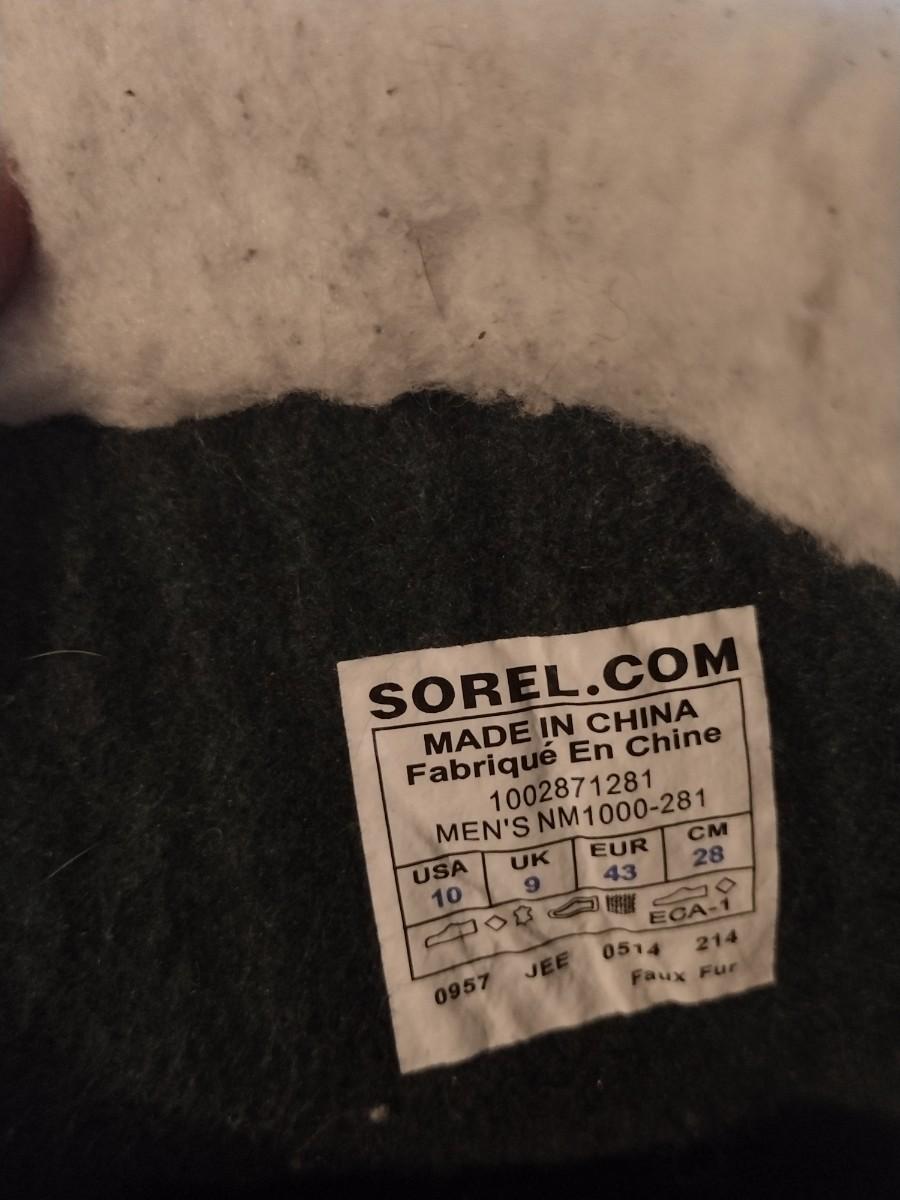 SOREL.COM
MADE IN CHINA
Fabriqué En Chine
1002871281
MEN'S NM1000-281
USA UK EUR CM
10 9 43 28
ECA-1
0957 JEE 0514 214
Faux Fur